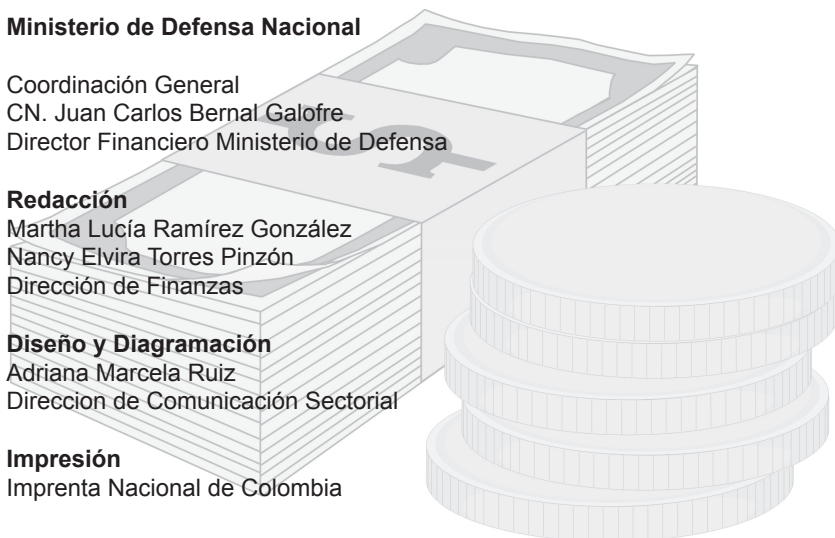 Ministerio de Defensa Nacional
Coordinación General
CN. Juan Carlos Bernal Galofre
Director Financiero Ministerio de Defensa
Redacción
Martha Lucía Ramírez González
Nancy Elvira Torres Pinzón
Dirección de Finanzas
Diseño y Diagramación
Adriana Marcela Ruiz
Direccion de Comunicación Sectorial
Impresión
Imprenta Nacional de Colombia